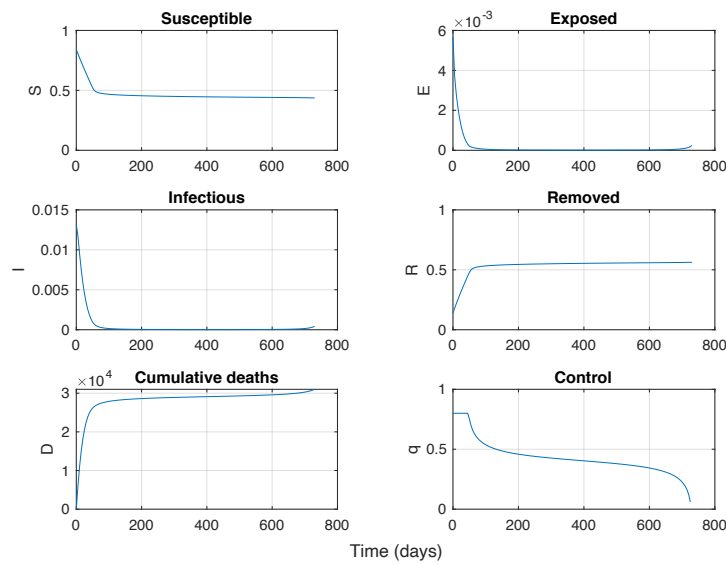 Susceptible
1
0.5
0
S
0 200 400 600 800
Exposed
×10⁻³
6
4
2
0
E
0 200 400 600 800
Infectious
0.015
0.01
0.005
0
I
0 200 400 600 800
Removed
1
0.5
0
R
0 200 400 600 800
Cumulative deaths
×10⁴
3
2
1
0
D
0 200 400 600 800
Control
1
0.5
0
q
0 200 400 600 800
Time (days)